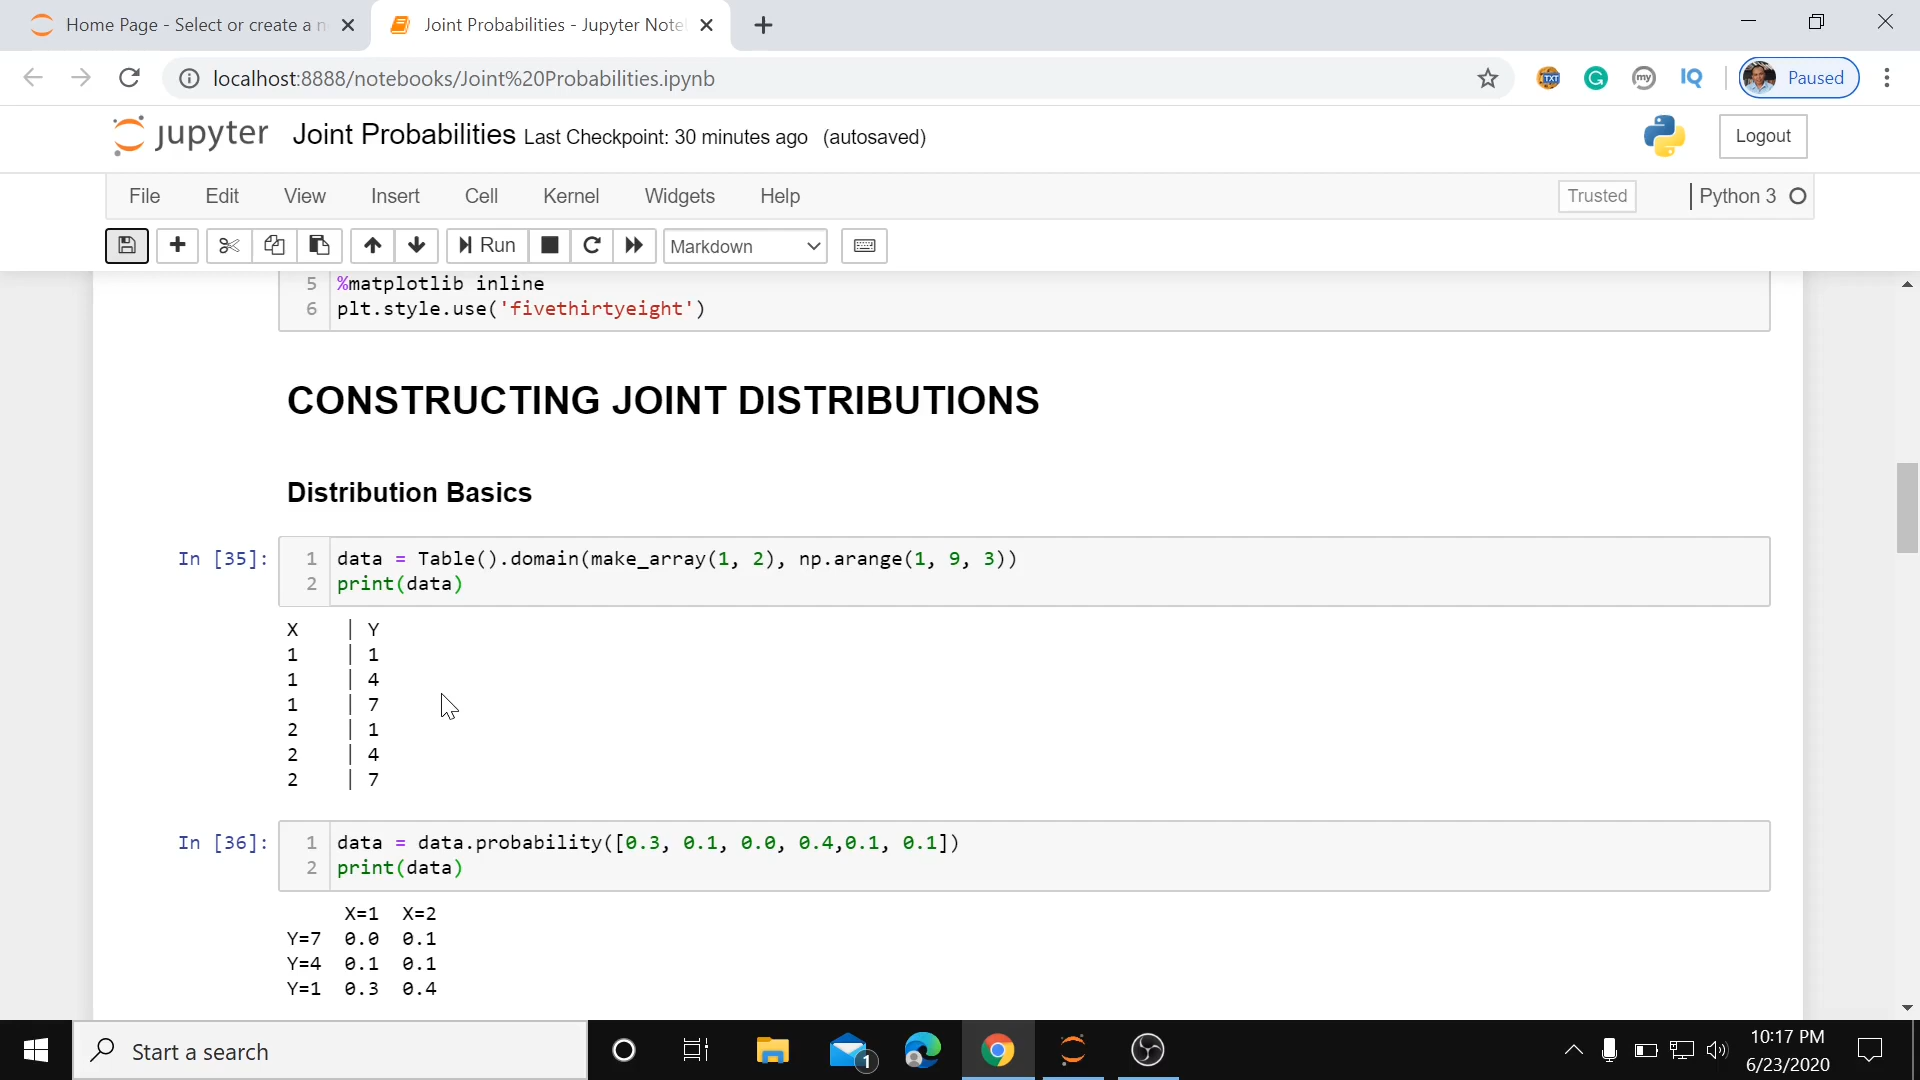 Home Page - Select or create a n
Joint Probabilities - Jupyter Note
localhost:8888/notebooks/Joint%20Probabilities.ipynb
TXT
G
my
IQ
Paused
jupyter Joint Probabilities Last Checkpoint: 30 minutes ago (autosaved)
Logout
File Edit View Insert Cell Kernel Widgets Help
Trusted
Python 3
Run
Markdown
5 %matplotlib inline
6 plt.style.use('fivethirtyeight')
CONSTRUCTING JOINT DISTRIBUTIONS
Distribution Basics
In [35]:
1 data = Table().domain(make_array(1, 2), np.arange(1, 9, 3))
2 print(data)
X | Y
1 | 1
1 | 4
1 | 7
2 | 1
2 | 4
2 | 7
In [36]:
1 data = data.probability([0.3, 0.1, 0.0, 0.4,0.1, 0.1])
2 print(data)
X=1 X=2
Y=7 0.0 0.1
Y=4 0.1 0.1
Y=1 0.3 0.4
Start a search
1
10:17 PM
6/23/2020